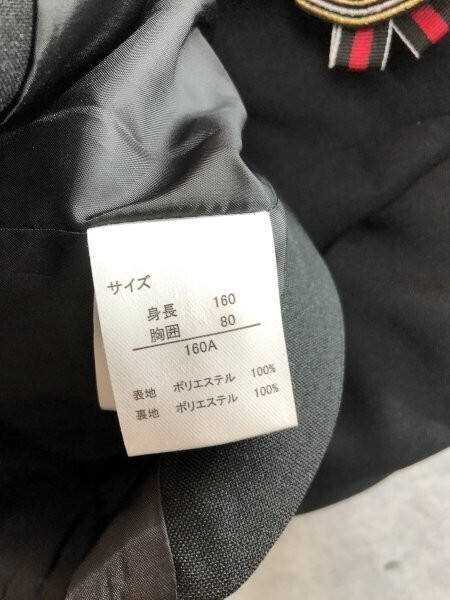 サイズ
身長 160
胸囲 80
160A
表地 ポリエステル 100%
裏地 ポリエステル 100%